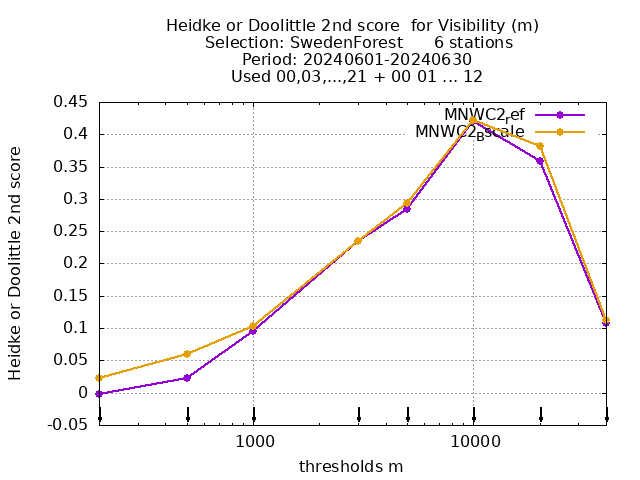 Heidke or Doolittle 2nd score  for Visibility (m)
Selection: SwedenForest      6 stations
Period: 20240601-20240630
Used 00,03,...,21 + 00 01 ... 12
MNWC2ref
MNWC2Bscale
0.45
0.4
0.35
0.3
0.25
0.2
0.15
0.1
0.05
0
-0.05
Heidke or Doolittle 2nd score
1000
10000
thresholds m